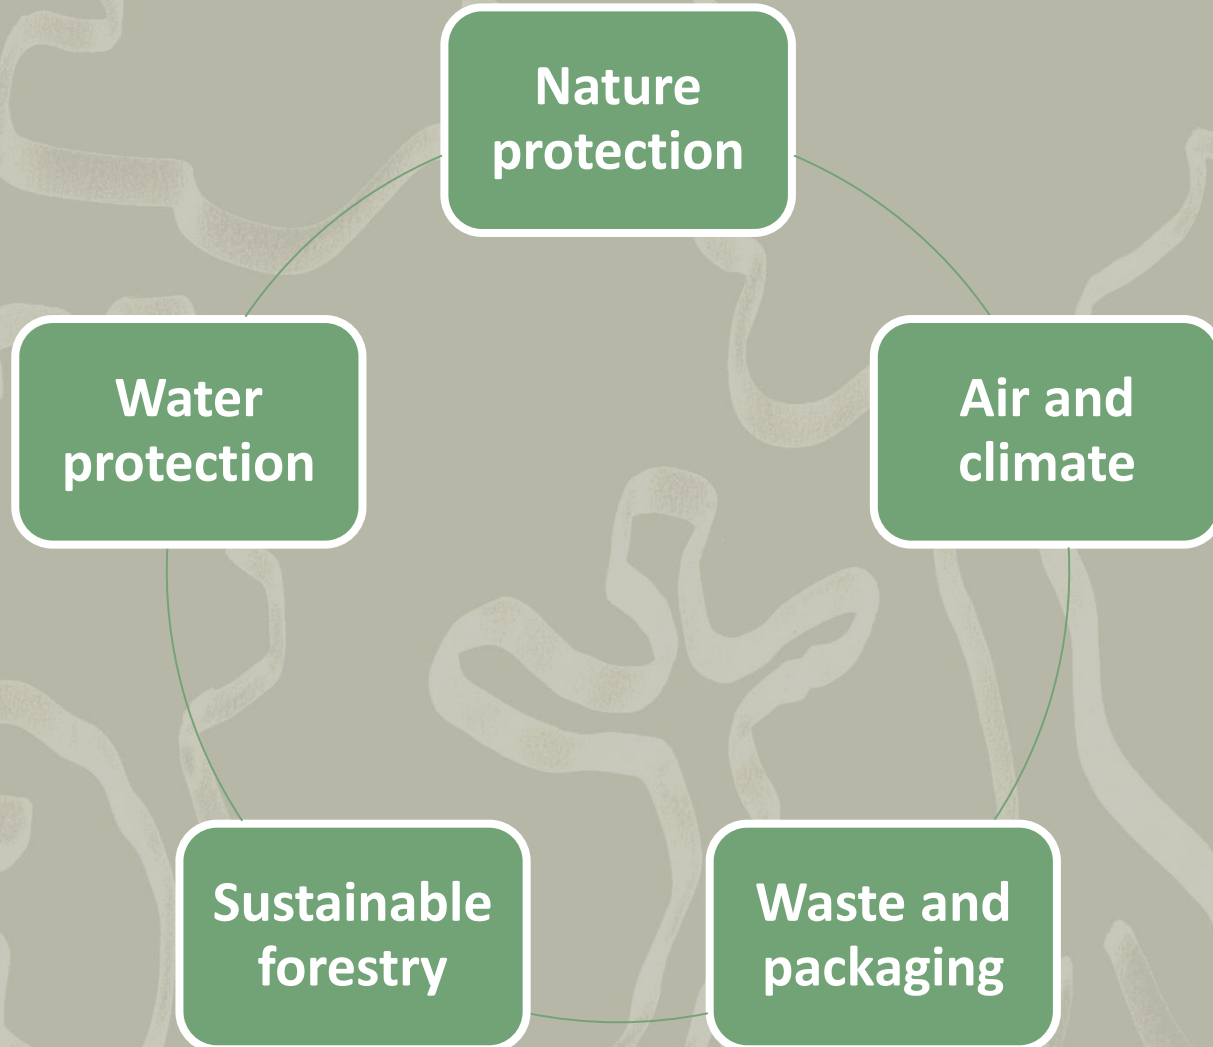 Nature
protection
Air and
climate
Waste and
packaging
Sustainable
forestry
Water
protection